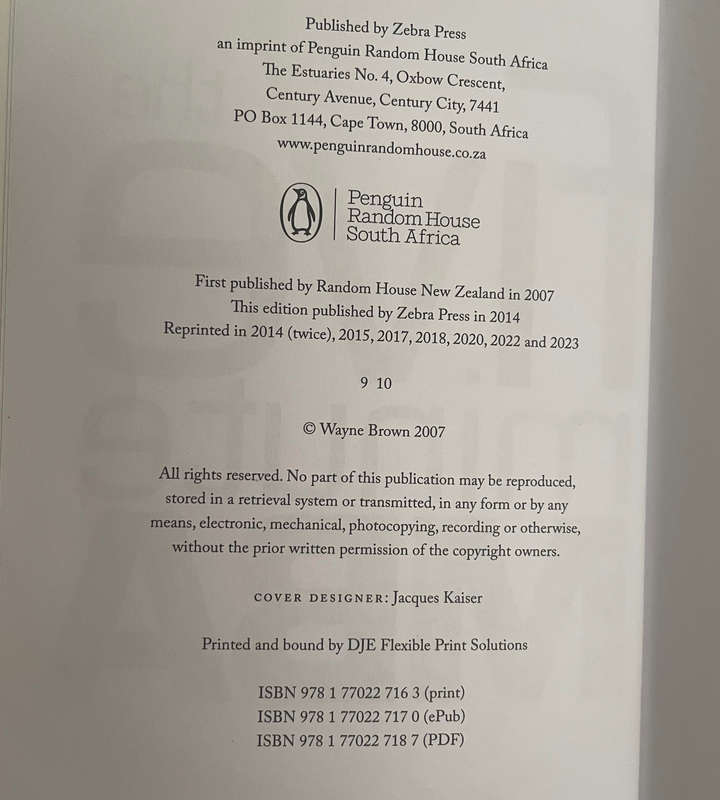 Published by Zebra Press
an imprint of Penguin Random House South Africa
The Estuaries No. 4, Oxbow Crescent,
Century Avenue, Century City, 7441
PO Box 1144, Cape Town, 8000, South Africa
www.penguinrandomhouse.co.za
Penguin
Random House
South Africa
First published by Random House New Zealand in 2007
This edition published by Zebra Press in 2014
Reprinted in 2014 (twice), 2015, 2017, 2018, 2020, 2022 and 2023
9 10
© Wayne Brown 2007
All rights reserved. No part of this publication may be reproduced,
stored in a retrieval system or transmitted, in any form or by any
means, electronic, mechanical, photocopying, recording or otherwise,
without the prior written permission of the copyright owners.
COVER DESIGNER: Jacques Kaiser
Printed and bound by DJE Flexible Print Solutions
ISBN 978 1 77022 716 3 (print)
ISBN 978 1 77022 717 0 (ePub)
ISBN 978 1 77022 718 7 (PDF)